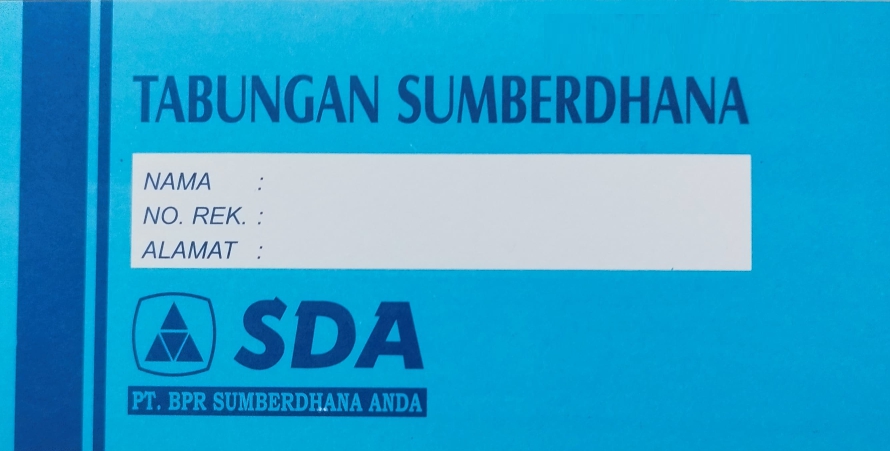 TABUNGAN SUMBERDHANA
NAMA :
NO. REK. :
ALAMAT :
SDA
PT. BPR SUMBERDHANA ANDA